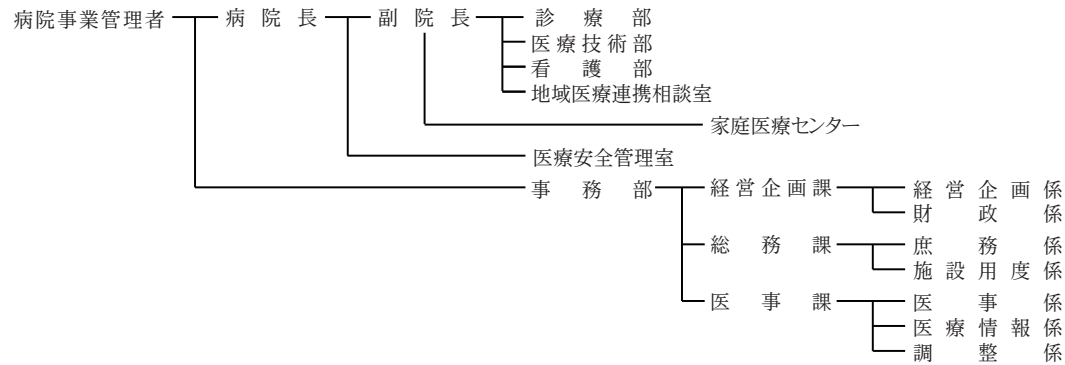 病院事業管理者 病院長 副院長 診療部
医療技術部
看護部
地域医療連携相談室
家庭医療センター
医療安全管理室
事務部 経営企画課 経営企画係
財政係
総務課 庶務係
施設用度係
医事課 医事係
医療情報係
調整係